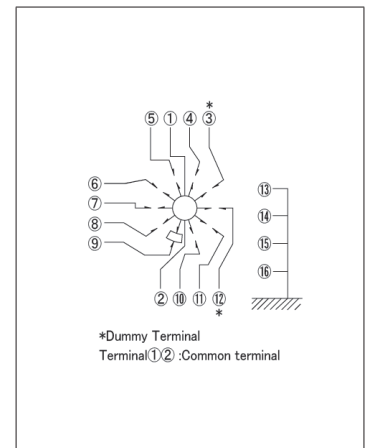 *
⑤ ① ④ ③
⑥
⑦
⑧
⑨
⑬
⑭
⑮
⑯
② ⑩ ⑪ ⑫
*
*Dummy Terminal
Terminal①② :Common terminal